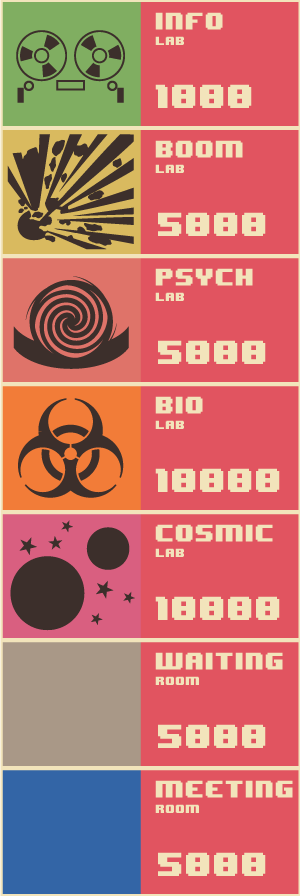 INFO
LAB
1000
BOOM
LAB
5000
PSYCH
LAB
5000
BIO
LAB
10000
COSMIC
LAB
10000
WAITING
ROOM
5000
MEETING
ROOM
5000